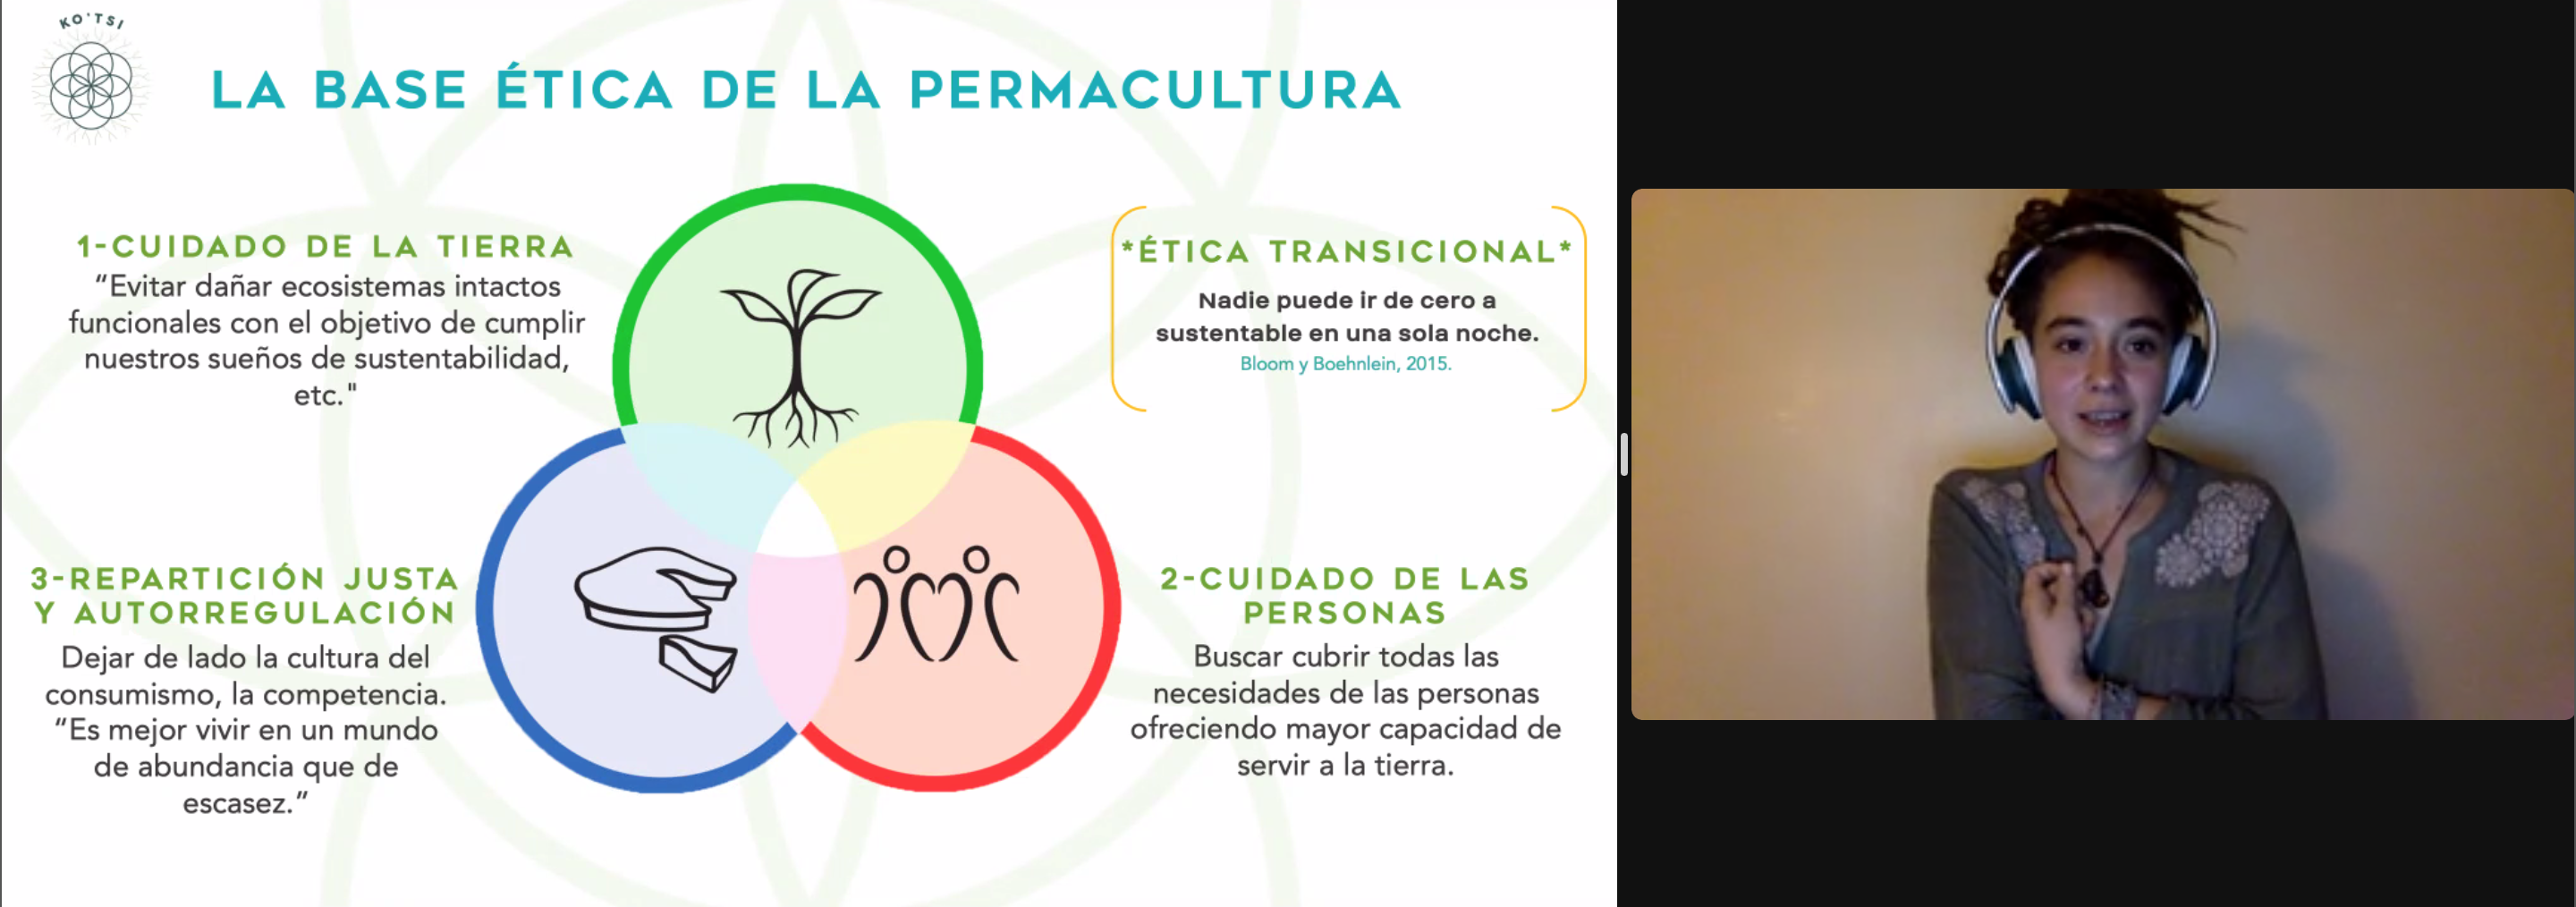 KO'TSI
LA BASE ÉTICA DE LA PERMACULTURA
1-CUIDADO DE LA TIERRA
“Evitar dañar ecosistemas intactos
funcionales con el objetivo de cumplir
nuestros sueños de sustentabilidad,
etc."
*ÉTICA TRANSICIONAL*
Nadie puede ir de cero a
sustentable en una sola noche.
Bloom y Boehnlein, 2015.
3-REPARTICIÓN JUSTA
Y AUTORREGULACIÓN
Dejar de lado la cultura del
consumismo, la competencia.
“Es mejor vivir en un mundo
de abundancia que de
escasez.”
2-CUIDADO DE LAS
PERSONAS
Buscar cubrir todas las
necesidades de las personas
ofreciendo mayor capacidad de
servir a la tierra.